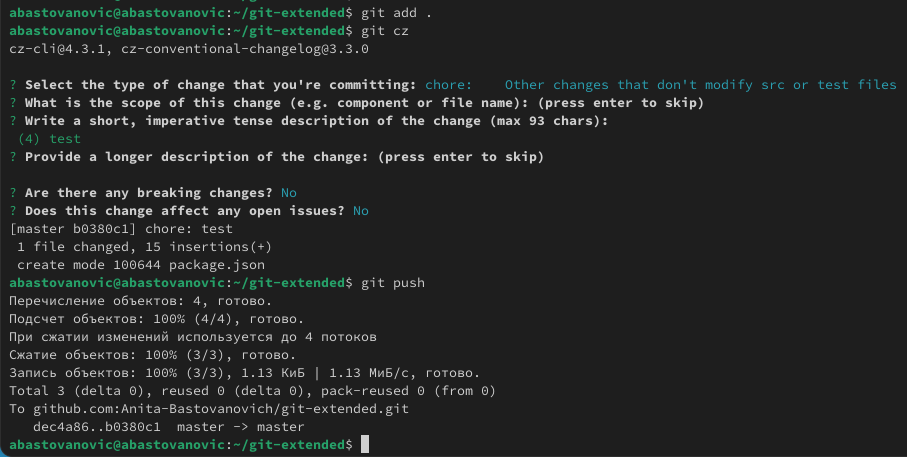 abastovanovic@abastovanovic:~/git-extended$ git add .
abastovanovic@abastovanovic:~/git-extended$ git cz
cz-cli@4.3.1, cz-conventional-changelog@3.3.0
? Select the type of change that you're committing: chore:    Other changes that don't modify src or test files
? What is the scope of this change (e.g. component or file name): (press enter to skip)
? Write a short, imperative tense description of the change (max 93 chars):
 (4) test
? Provide a longer description of the change: (press enter to skip)
? Are there any breaking changes? No
? Does this change affect any open issues? No
[master b0380c1] chore: test
 1 file changed, 15 insertions(+)
 create mode 100644 package.json
abastovanovic@abastovanovic:~/git-extended$ git push
Перечисление объектов: 4, готово.
Подсчет объектов: 100% (4/4), готово.
При сжатии изменений используется до 4 потоков
Сжатие объектов: 100% (3/3), готово.
Запись объектов: 100% (3/3), 1.13 КиБ | 1.13 МиБ/с, готово.
Total 3 (delta 0), reused 0 (delta 0), pack-reused 0 (from 0)
To github.com:Anita-Bastovanovich/git-extended.git
   dec4a86..b0380c1  master -> master
abastovanovic@abastovanovic:~/git-extended$